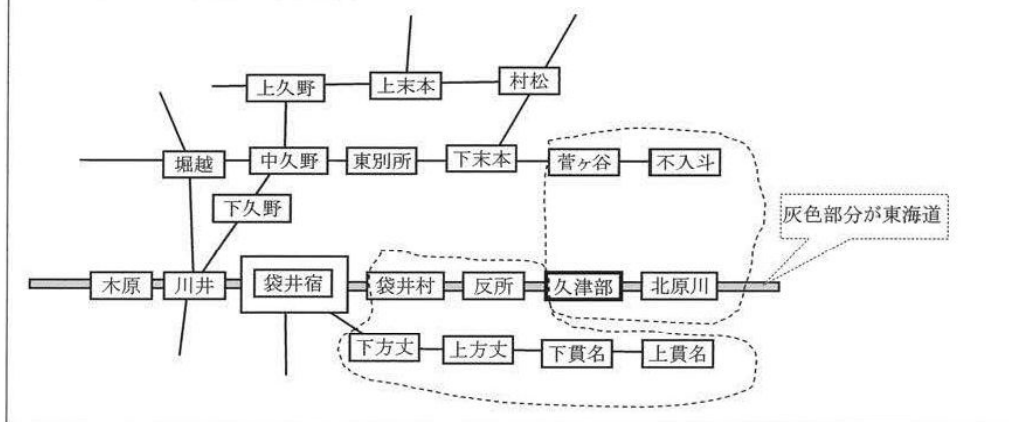 上久野
上末本
村松
堀越
中久野
東別所
下末本
菅ヶ谷
不入斗
下久野
灰色部分が東海道
木原
川井
袋井宿
袋井村
反所
久津部
北原川
下方丈
上方丈
下貫名
上貫名